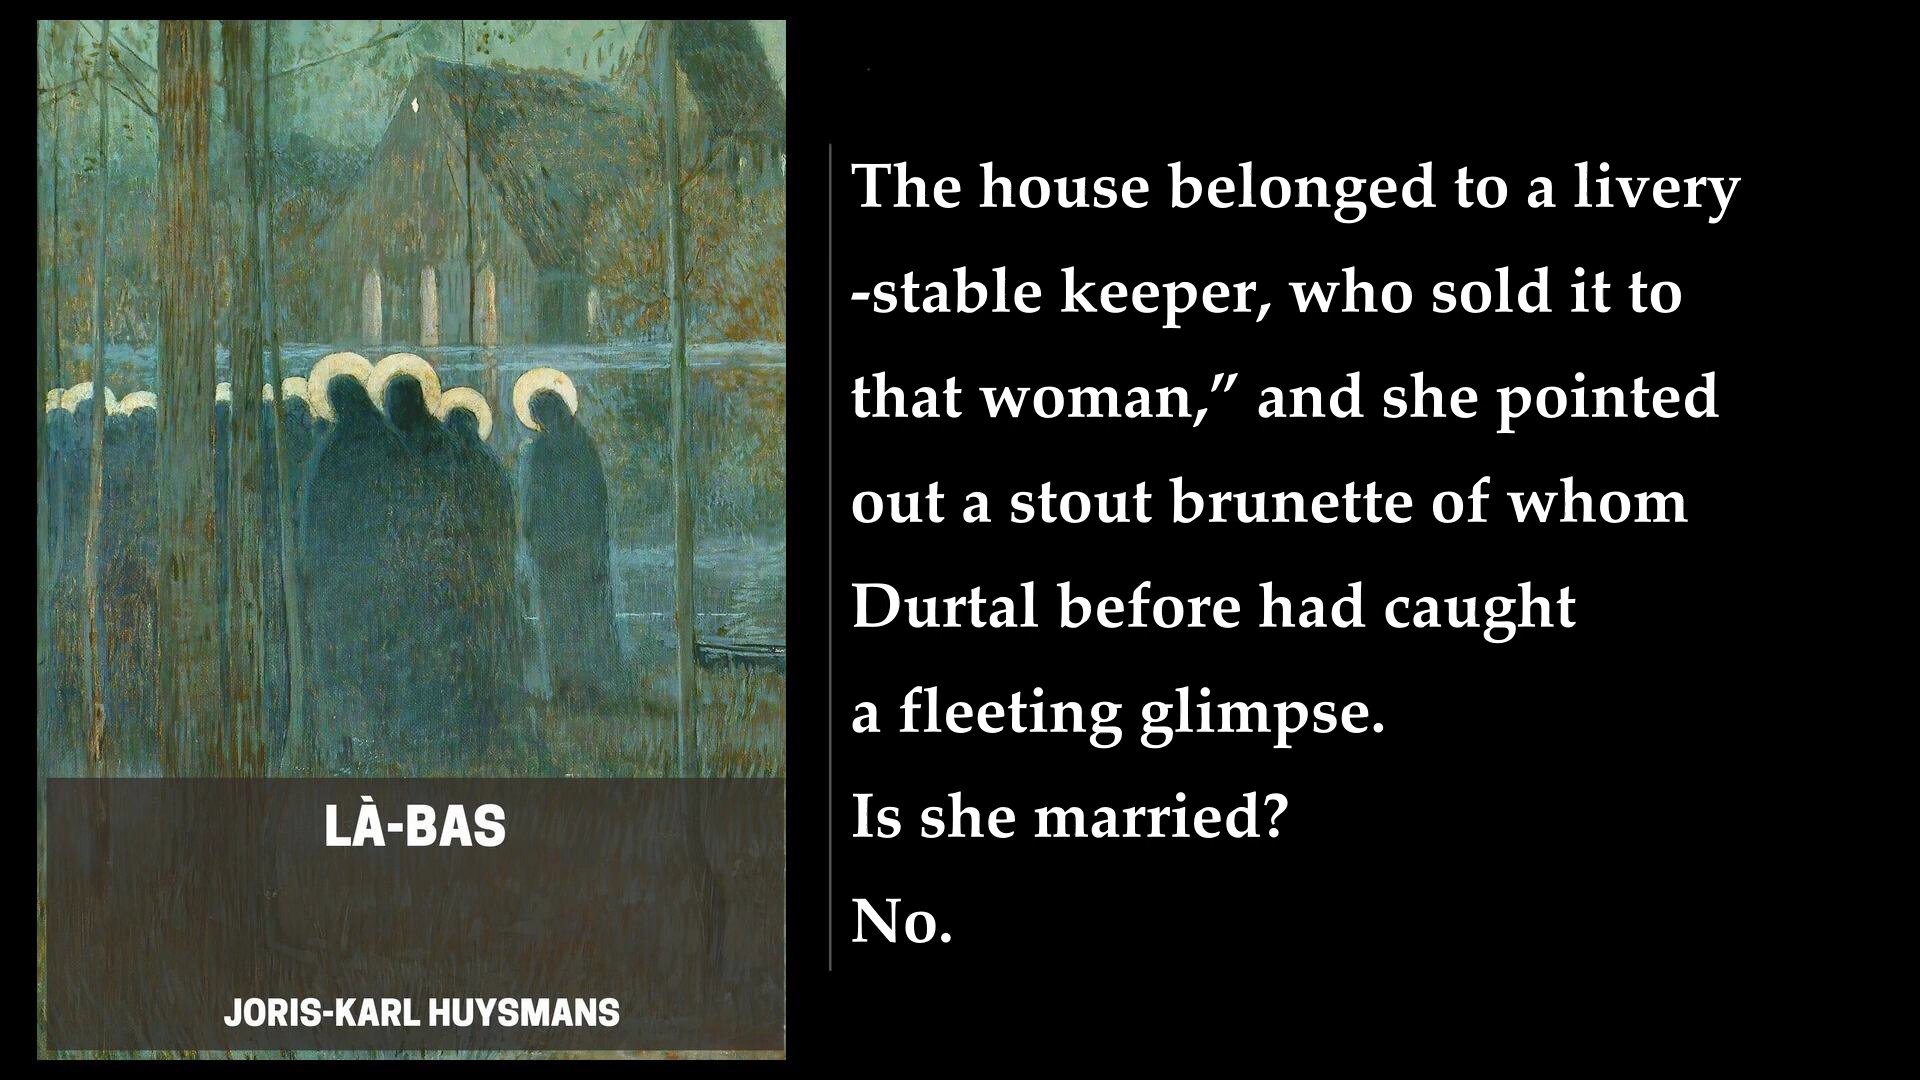 LÀ-BAS
JORIS-KARL HUYSMANS
The house belonged to a livery
-stable keeper, who sold it to
that woman,” and she pointed
out a stout brunette of whom
Durtal before had caught
a fleeting glimpse.
Is she married?
No.